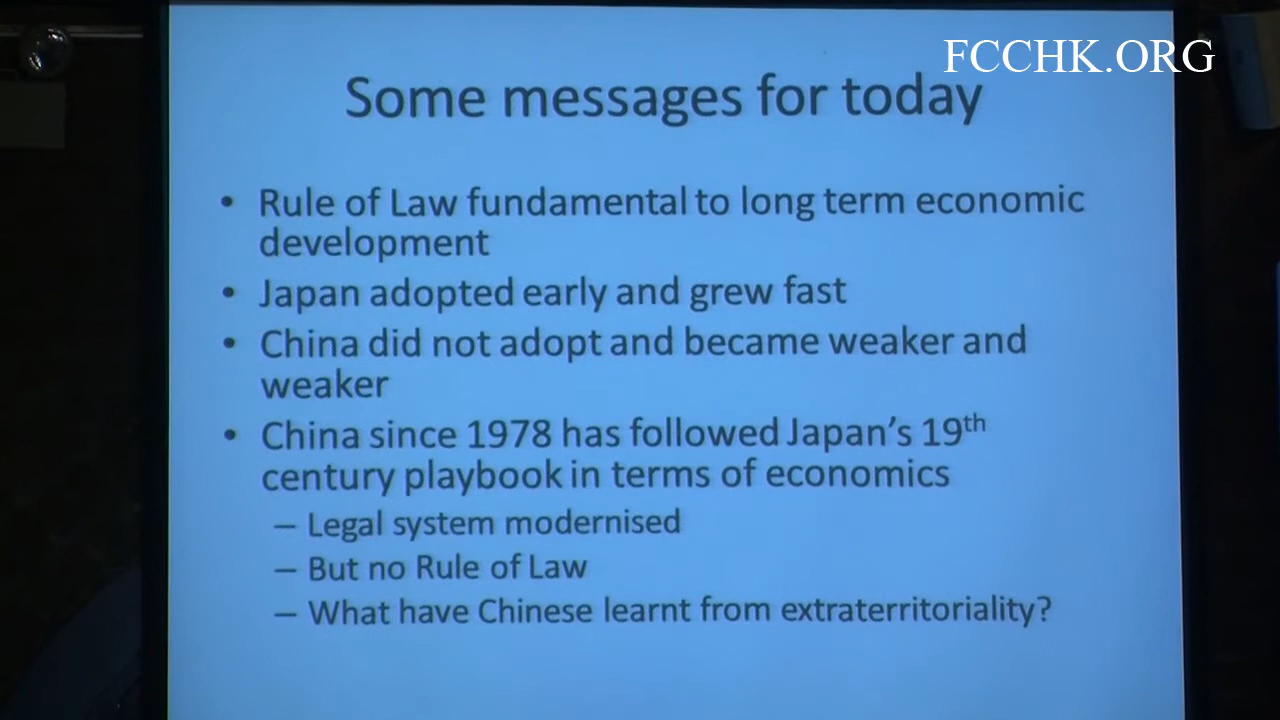 FCCHK.ORG
Some messages for today
• Rule of Law fundamental to long term economic
development
• Japan adopted early and grew fast
• China did not adopt and became weaker and
weaker
• China since 1978 has followed Japan's 19th
century playbook in terms of economics
– Legal system modernised
– But no Rule of Law
– What have Chinese learnt from extraterritoriality?